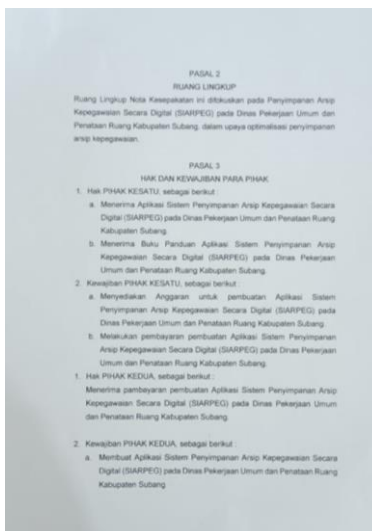 PASAL 2
RUANG LINGKUP
Ruang Lingkup Nota Kesepakatan ini difokuskan pada Penyimpanan Arsip
Kepegawaian Secara Digital (SIARPEG) pada Dinas Pekerjaan Umum dan
Penataan Ruang Kabupaten Subang, dalam upaya optimalisasi penyimpanan
arsip kepegawaian.
PASAL 3
HAK DAN KEWAJIBAN PARA PIHAK
1. Hak PIHAK KESATU, sebagai berikut :
a. Menerima Aplikasi Sistem Penyimpanan Arsip Kepegawaian Secara
Digital (SIARPEG) pada Dinas Pekerjaan Umum dan Penataan Ruang
Kabupaten Subang.
b. Menerima Buku Panduan Aplikasi Sistem Penyimpanan Arsip
Kepegawaian Secara Digital (SIARPEG) pada Dinas Pekerjaan
Umum dan Penataan Ruang Kabupaten Subang.
2. Kewajiban PIHAK KESATU, sebagai berikut :
a. Menyediakan Anggaran untuk pembuatan Aplikasi Sistem
Penyimpanan Arsip Kepegawaian Secara Digital (SIARPEG) pada
Dinas Pekerjaan Umum dan Penataan Ruang Kabupaten Subang.
b. Melakukan pembayaran pembuatan Aplikasi Sistem Penyimpanan
Arsip Kepegawaian Secara Digital (SIARPEG) pada Dinas Pekerjaan
Umum dan Penataan Ruang Kabupaten Subang.
1. Hak PIHAK KEDUA, sebagai berikut :
Menerima pambayaran pembuatan Aplikasi Sistem Penyimpanan Arsip
Kepegawaian Secara Digital (SIARPEG) pada Dinas Pekerjaan Umum
dan Penataan Ruang Kabupaten Subang.
2. Kewajiban PIHAK KEDUA, sebagai berikut :
a. Membuat Aplikasi Sistem Penyimpanan Arsip Kepegawaian Secara
Digital (SIARPEG) pada Dinas Pekerjaan Umum dan Penataan Ruang
Kabupaten Subang.